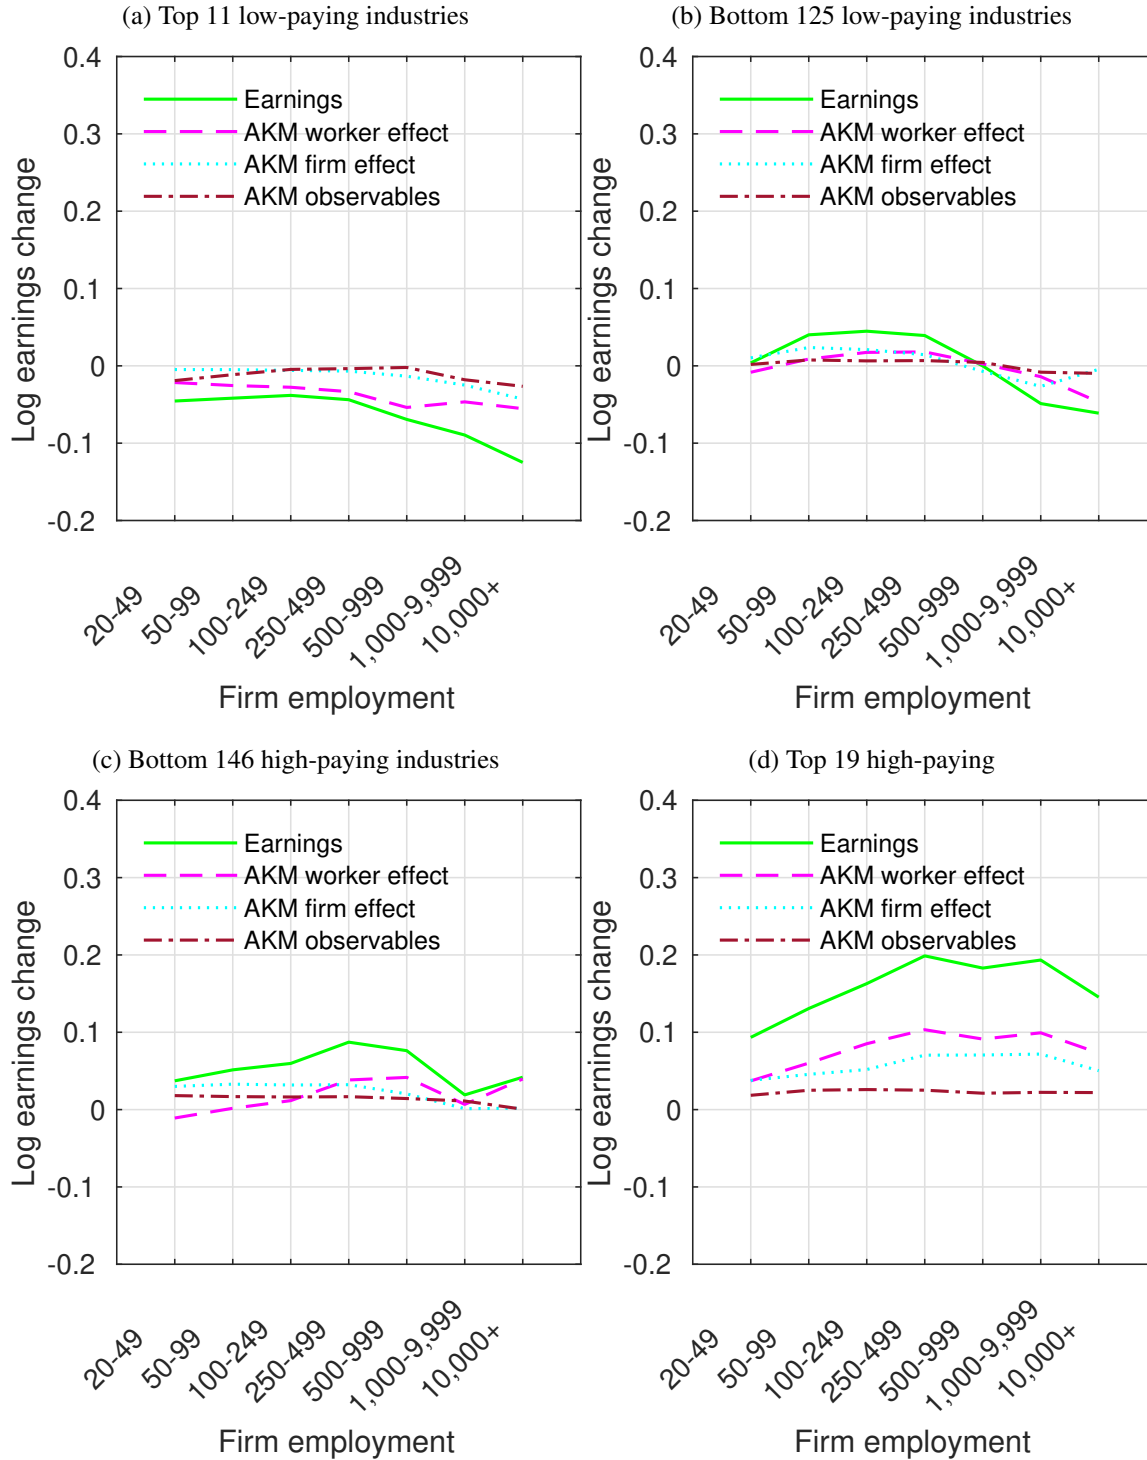 (a) Top 11 low-paying industries
0.4
0.3
0.2
0.1
0
-0.1
-0.2
Log earnings change
Earnings
AKM worker effect
AKM firm effect
AKM observables
20-49
50-99
100-249
250-499
500-999
1,000-9,999
10,000+
Firm employment
(b) Bottom 125 low-paying industries
0.4
0.3
0.2
0.1
0
-0.1
-0.2
Log earnings change
Earnings
AKM worker effect
AKM firm effect
AKM observables
20-49
50-99
100-249
250-499
500-999
1,000-9,999
10,000+
Firm employment
(c) Bottom 146 high-paying industries
0.4
0.3
0.2
0.1
0
-0.1
-0.2
Log earnings change
Earnings
AKM worker effect
AKM firm effect
AKM observables
20-49
50-99
100-249
250-499
500-999
1,000-9,999
10,000+
Firm employment
(d) Top 19 high-paying
0.4
0.3
0.2
0.1
0
-0.1
-0.2
Log earnings change
Earnings
AKM worker effect
AKM firm effect
AKM observables
20-49
50-99
100-249
250-499
500-999
1,000-9,999
10,000+
Firm employment